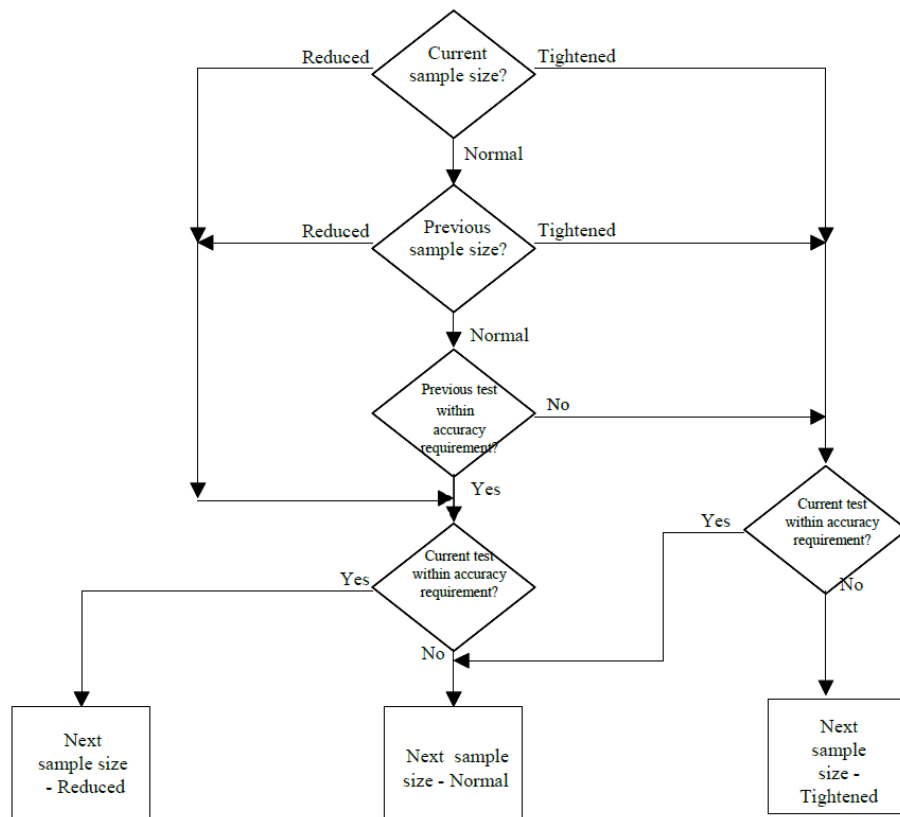 Reduced
Current
sample size?
Tightened
Normal
Reduced
Previous
sample size?
Tightened
Normal
Previous test
within
accuracy
requirement?
No
Yes
Current test
within accuracy
requirement?
Yes
Current test
within accuracy
requirement?
Yes
No
No
Next
sample size
- Reduced
Next sample
size - Normal
Next
sample
size -
Tightened